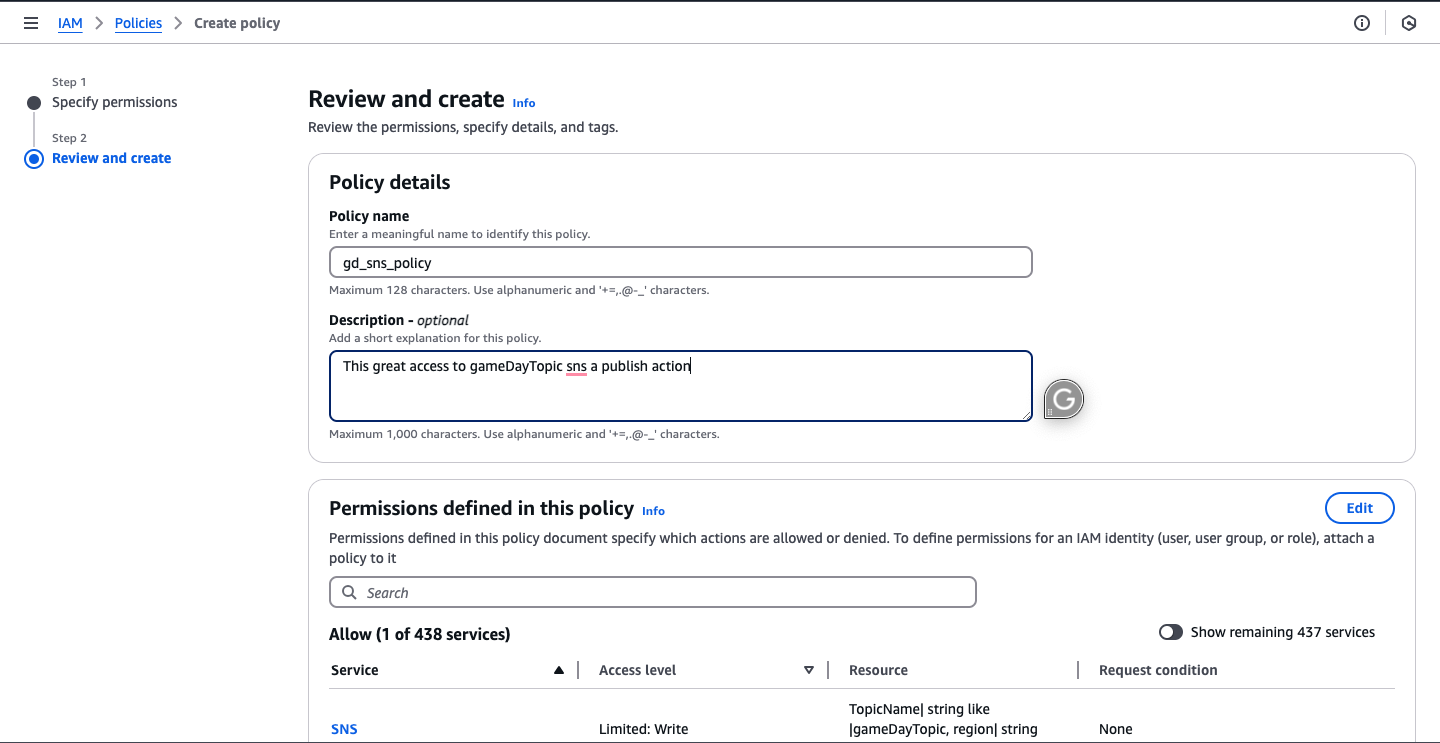 IAM > Policies > Create policy
Step 1
Specify permissions
Step 2
Review and create
Review and create Info
Review the permissions, specify details, and tags.
Policy details
Policy name
Enter a meaningful name to identify this policy.
gd_sns_policy
Maximum 128 characters. Use alphanumeric and '+=,.@-_' characters.
Description - optional
Add a short explanation for this policy.
This great access to gameDayTopic sns a publish action
G
Maximum 1,000 characters. Use alphanumeric and '+=,.@-_' characters.
Permissions defined in this policy Info
Edit
Permissions defined in this policy document specify which actions are allowed or denied. To define permissions for an IAM identity (user, user group, or role), attach a
policy to it
Search
Allow (1 of 438 services)
Show remaining 437 services
Service Access level Resource Request condition
TopicName| string like
SNS Limited: Write |gameDayTopic, region| string None